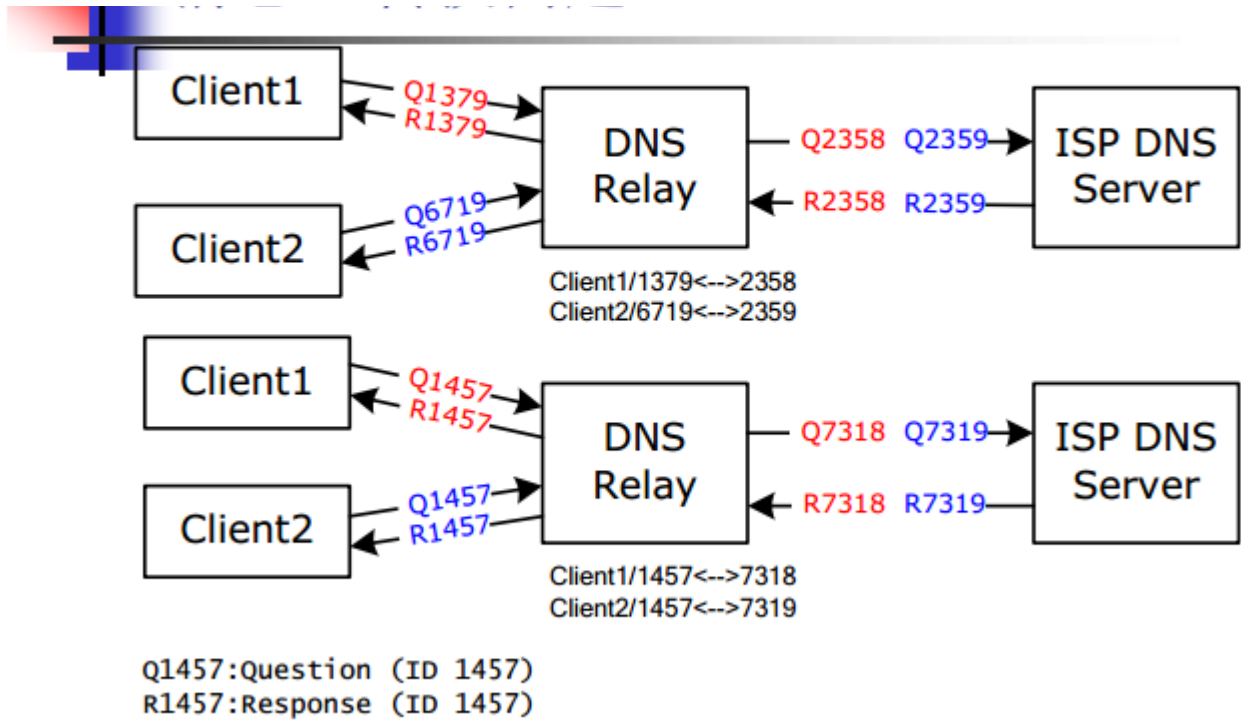 Client1
Q1379
R1379
DNS
Relay
Q2358 Q2359
R2358 R2359
ISP DNS
Server
Client2
Q6719
R6719
Client1/1379<-->2358
Client2/6719<-->2359
Client1
Q1457
R1457
DNS
Relay
Q7318 Q7319
R7318 R7319
ISP DNS
Server
Client2
Q1457
R1457
Client1/1457<-->7318
Client2/1457<-->7319
Q1457:Question (ID 1457)
R1457:Response (ID 1457)